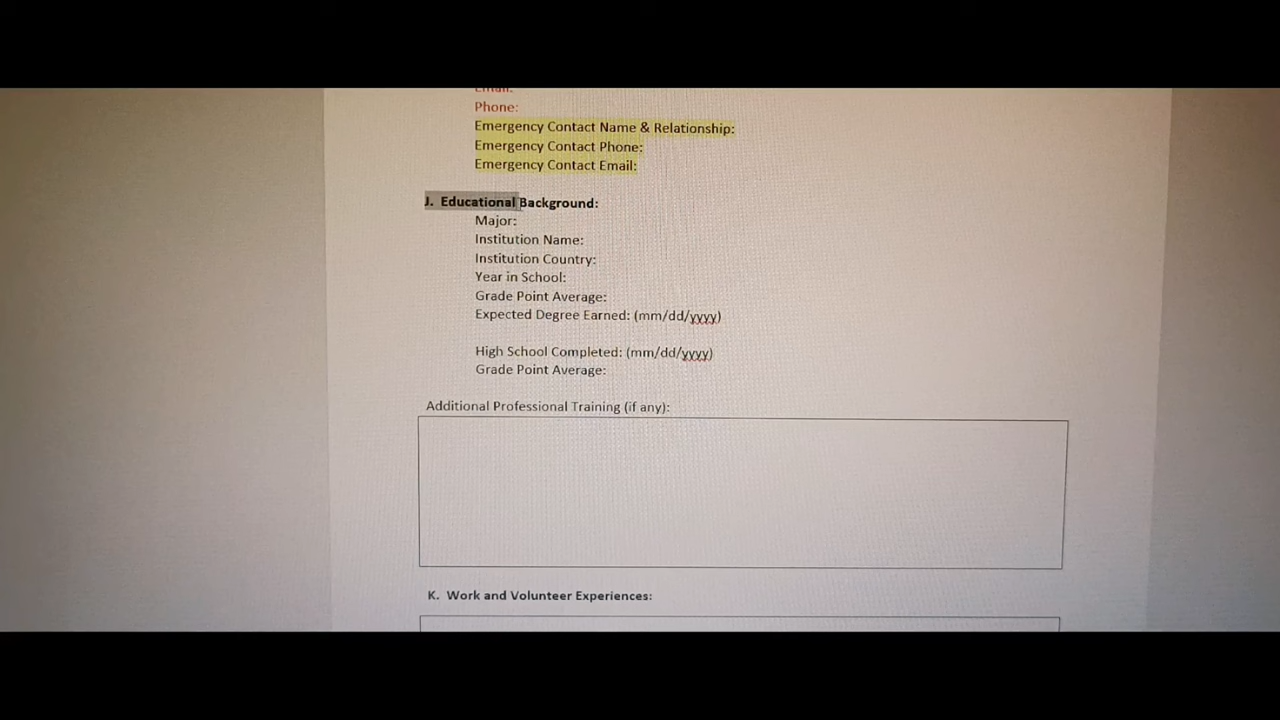 Email:
Phone:
Emergency Contact Name & Relationship:
Emergency Contact Phone:
Emergency Contact Email:
J. Educational Background:
Major:
Institution Name:
Institution Country:
Year in School:
Grade Point Average:
Expected Degree Earned: (mm/dd/yyyy)
High School Completed: (mm/dd/yyyy)
Grade Point Average:
Additional Professional Training (if any):
K. Work and Volunteer Experiences: